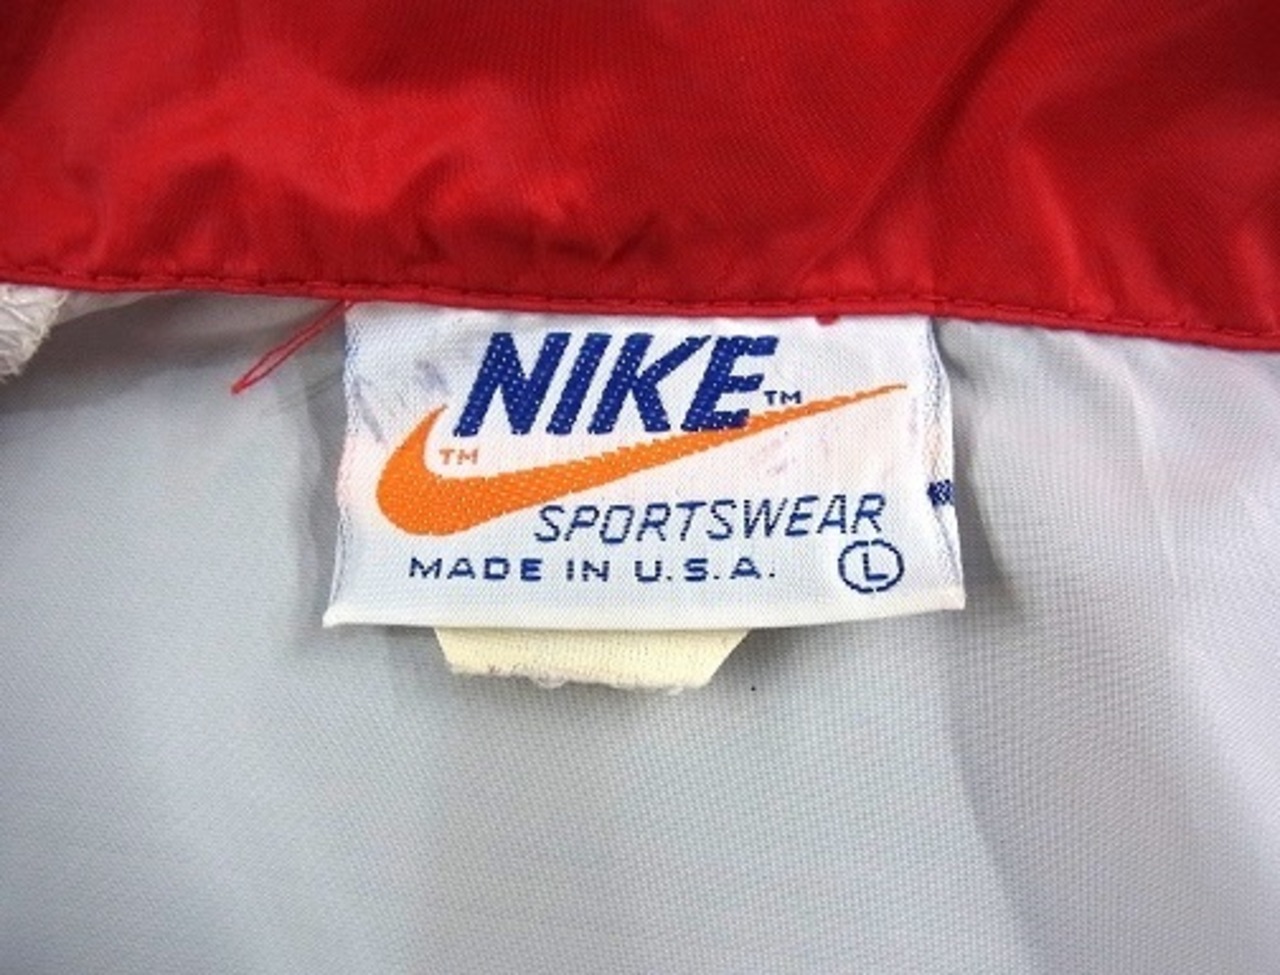 NIKE™
™
SPORTSWEAR
MADE IN U.S.A. Ⓛ